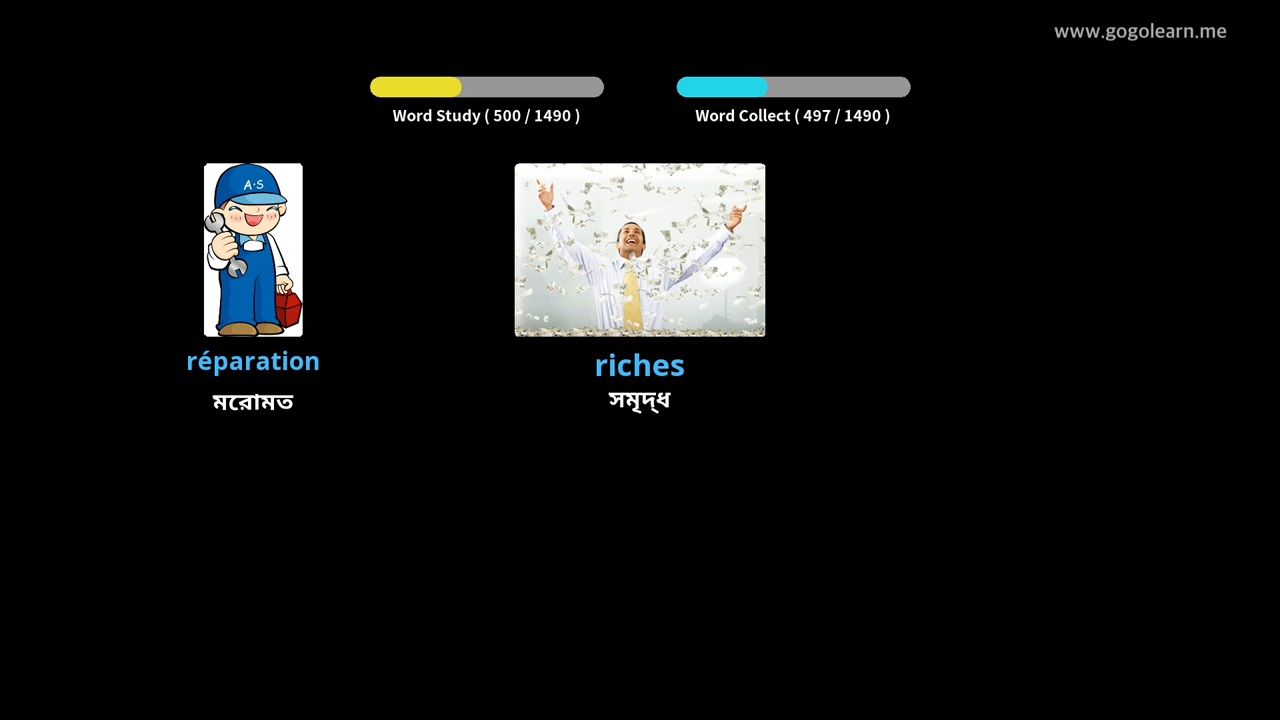 www.gogolearn.me
Word Study ( 500 / 1490 )
Word Collect ( 497 / 1490 )
A·S
réparation
মেরামত
riches
সমৃদ্ধ